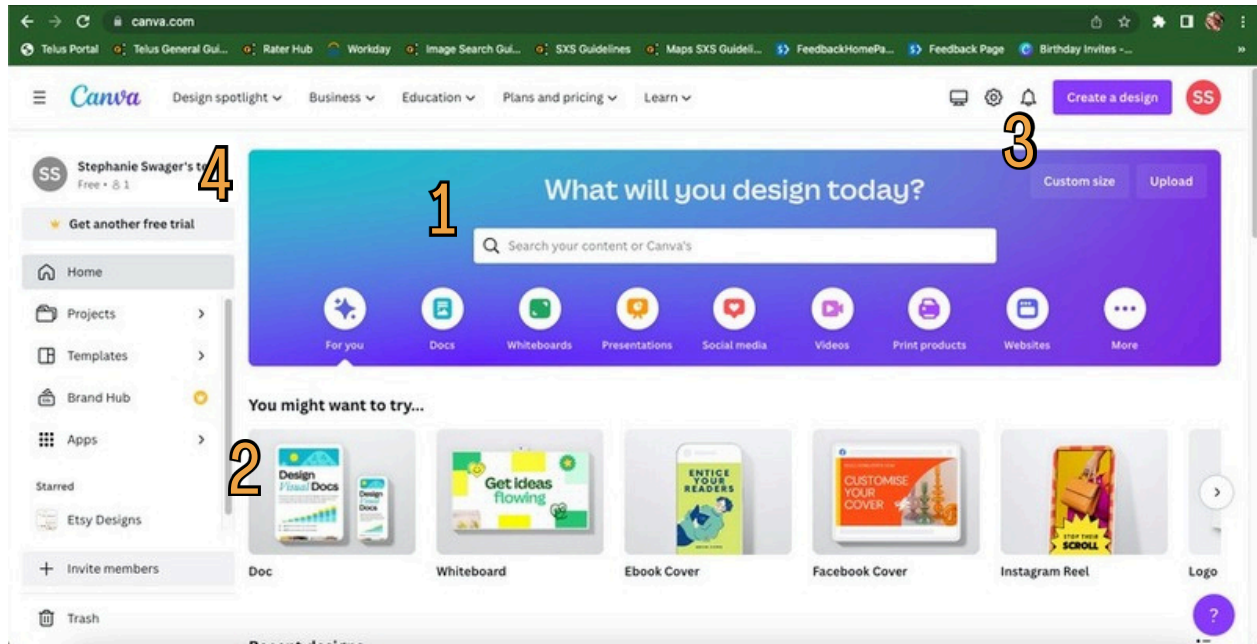 canva.com
Telus Portal Telus General Gui... Rater Hub Workday Image Search Gui... SXS Guidelines Maps SXS Guideli... FeedbackHomePa... Feedback Page Birthday Invites -... »
Canva Design spotlight Business Education Plans and pricing Learn Create a design SS
3
SS Stephanie Swager's te
Free • 1
4
Get another free trial
1
What will you design today?
Custom size Upload
Search your content or Canva's
For you Docs Whiteboards Presentations Social media Videos Print products Websites More
Home
Projects
Templates
Brand Hub
Apps
Starred
Etsy Designs
Invite members
Trash
You might want to try...
2
Design
Visual Docs
Design
Visual
Docs
Get ideas
flowing
ENTICE
YOUR
READERS
CUSTOMISE
YOUR
COVER
STOP THEIR
SCROLL
Doc Whiteboard Ebook Cover Facebook Cover Instagram Reel Logo
?
Recent designs